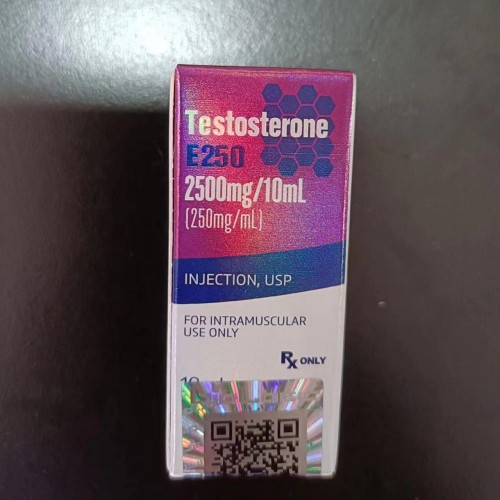 Testosterone
E250
2500mg/10mL
(250mg/mL)
INJECTION, USP
FOR INTRAMUSCULAR
USE ONLY
Rx ONLY